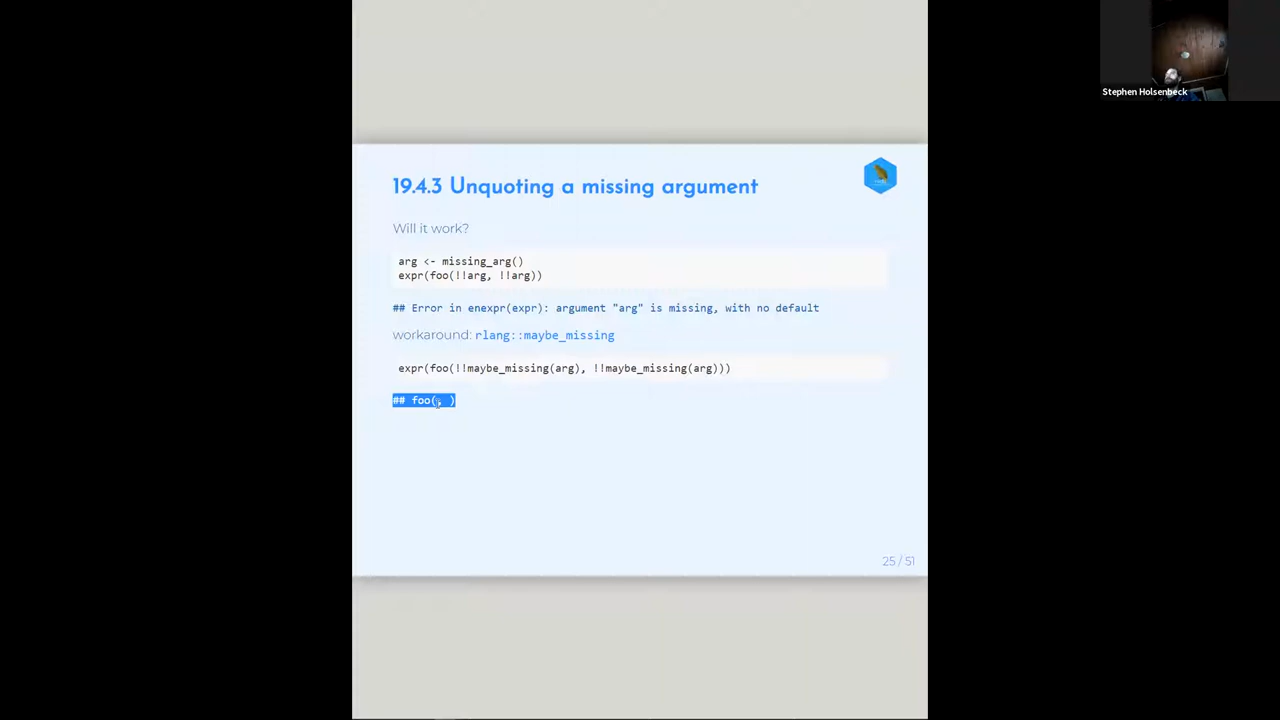 Stephen Holsenbeck
19.4.3 Unquoting a missing argument
Will it work?
arg <- missing_arg()
expr(foo(!!arg, !!arg))
## Error in enexpr(expr): argument "arg" is missing, with no default
workaround: rlang::maybe_missing
expr(foo(!!maybe_missing(arg), !!maybe_missing(arg)))
## foo(, )
25 / 51